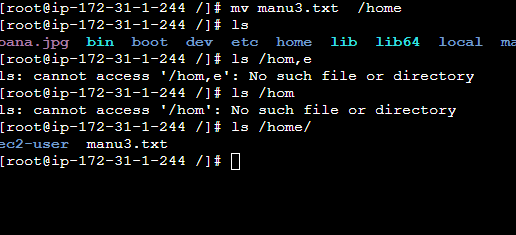 [root@ip-172-31-1-244 /]# mv manu3.txt  /home
[root@ip-172-31-1-244 /]# ls
bana.jpg  bin  boot  dev  etc  home  lib  lib64  local
[root@ip-172-31-1-244 /]# ls /hom,e
ls: cannot access '/hom,e': No such file or directory
[root@ip-172-31-1-244 /]# ls /hom
ls: cannot access '/hom': No such file or directory
[root@ip-172-31-1-244 /]# ls /home/
ec2-user  manu3.txt
[root@ip-172-31-1-244 /]#